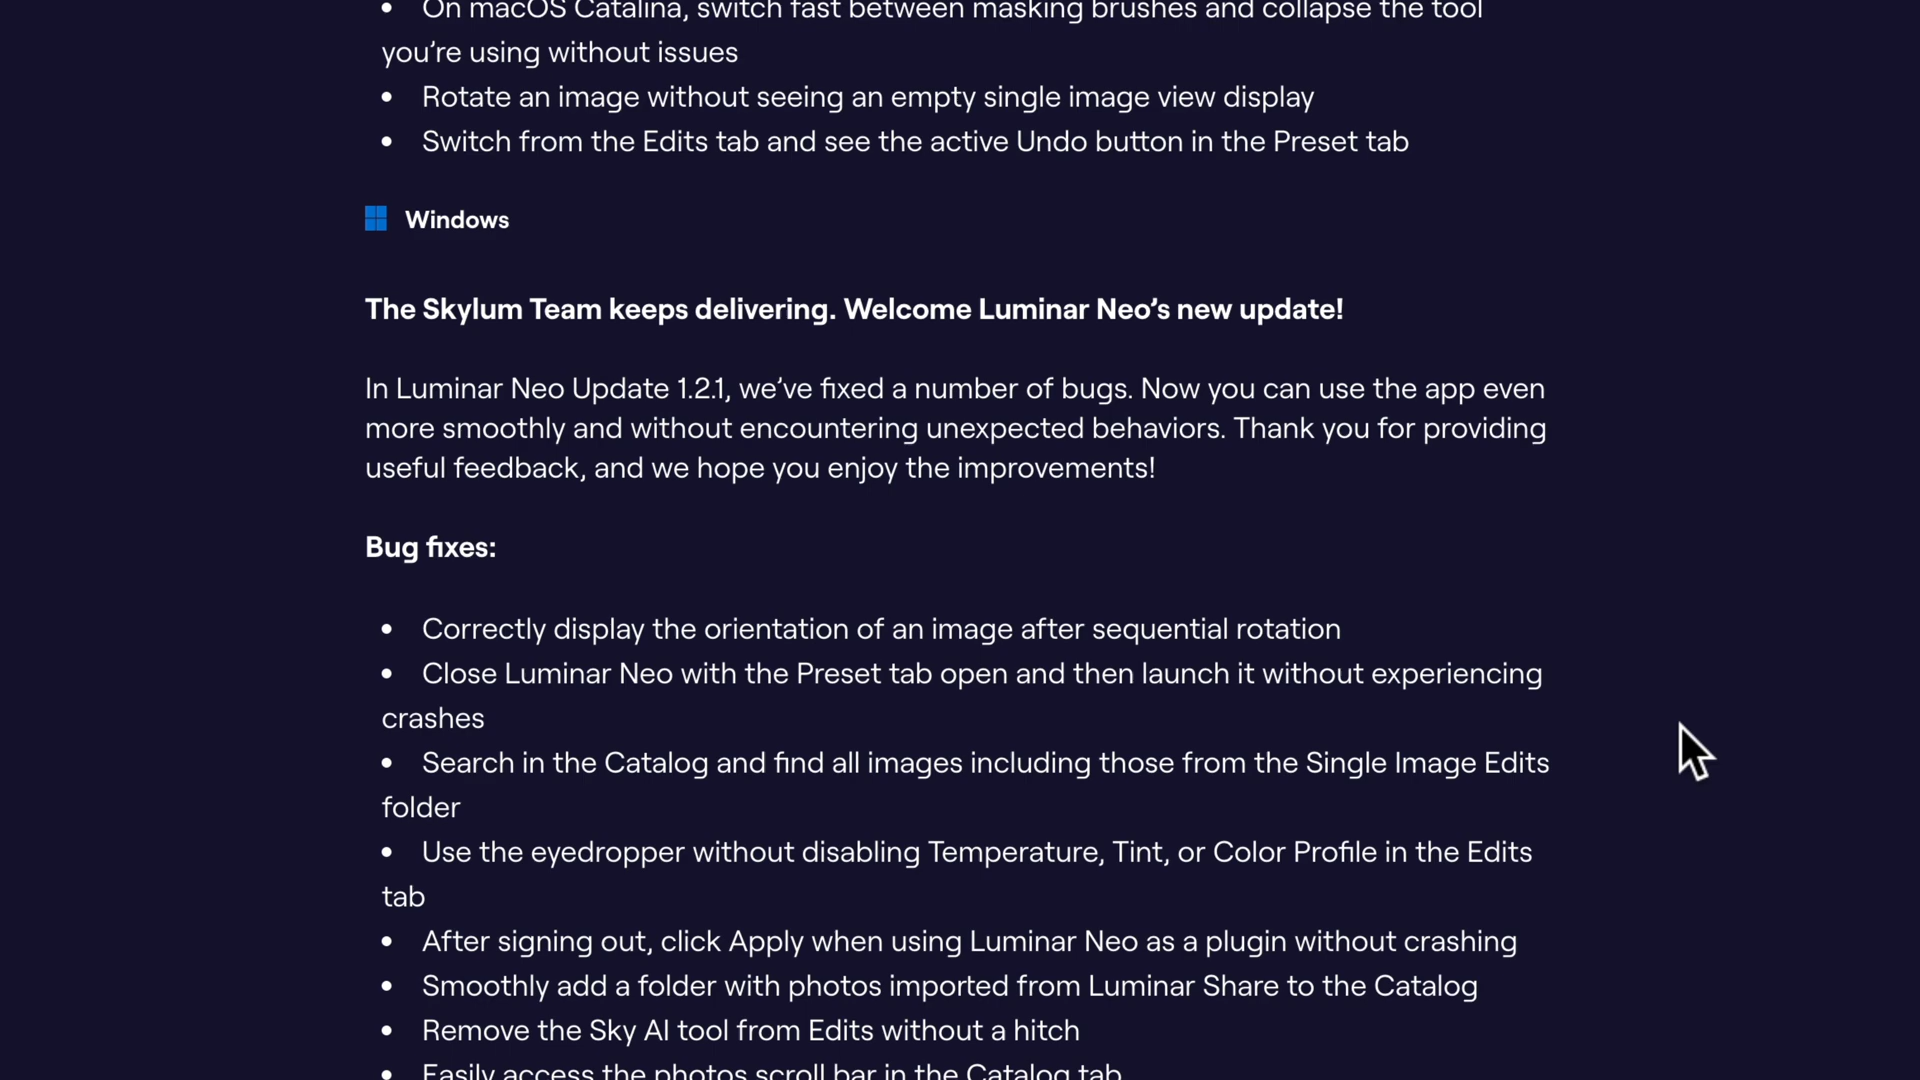 • On macOS Catalina, switch fast between masking brushes and collapse the tool
you’re using without issues
• Rotate an image without seeing an empty single image view display
• Switch from the Edits tab and see the active Undo button in the Preset tab
Windows
The Skylum Team keeps delivering. Welcome Luminar Neo’s new update!
In Luminar Neo Update 1.2.1, we’ve fixed a number of bugs. Now you can use the app even
more smoothly and without encountering unexpected behaviors. Thank you for providing
useful feedback, and we hope you enjoy the improvements!
Bug fixes:
• Correctly display the orientation of an image after sequential rotation
• Close Luminar Neo with the Preset tab open and then launch it without experiencing
crashes
• Search in the Catalog and find all images including those from the Single Image Edits
folder
• Use the eyedropper without disabling Temperature, Tint, or Color Profile in the Edits
tab
• After signing out, click Apply when using Luminar Neo as a plugin without crashing
• Smoothly add a folder with photos imported from Luminar Share to the Catalog
• Remove the Sky AI tool from Edits without a hitch
• Easily access the photos scroll bar in the Catalog tab